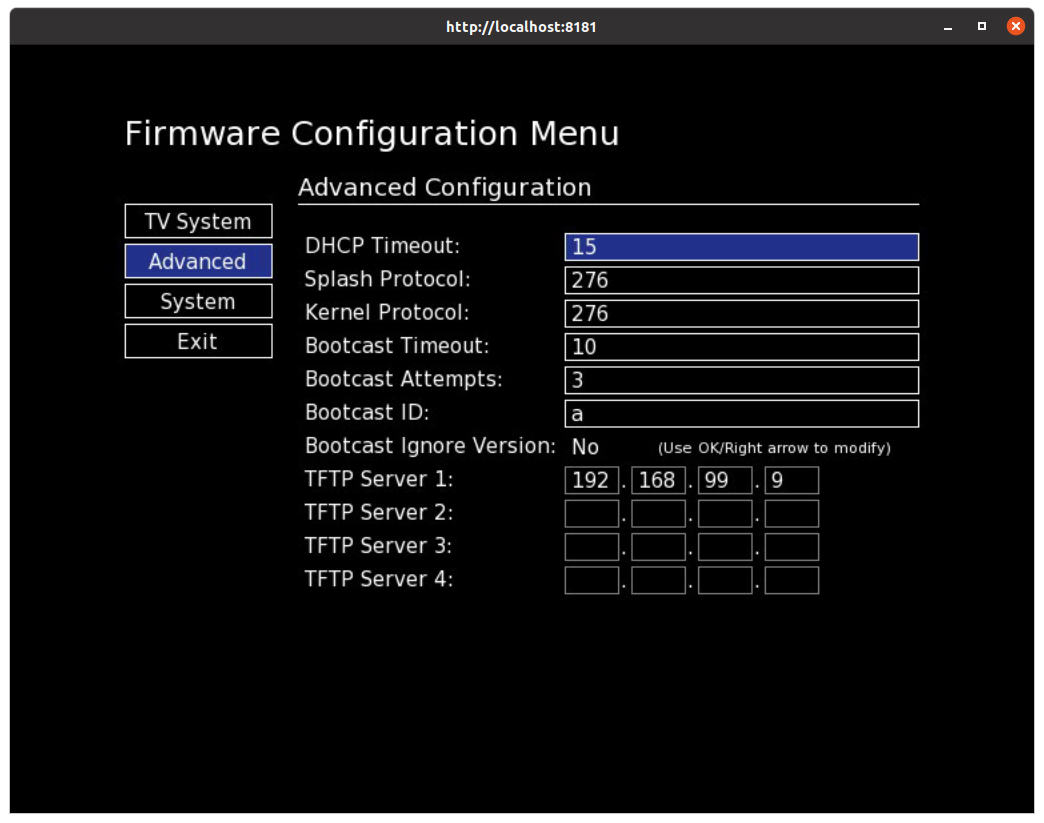 http://localhost:8181
Firmware Configuration Menu
Advanced Configuration
TV System
Advanced
System
Exit
DHCP Timeout: 15
Splash Protocol: 276
Kernel Protocol: 276
Bootcast Timeout: 10
Bootcast Attempts: 3
Bootcast ID: a
Bootcast Ignore Version: No (Use OK/Right arrow to modify)
TFTP Server 1: 192 . 168 . 99 . 9
TFTP Server 2: . . .
TFTP Server 3: . . .
TFTP Server 4: . . .